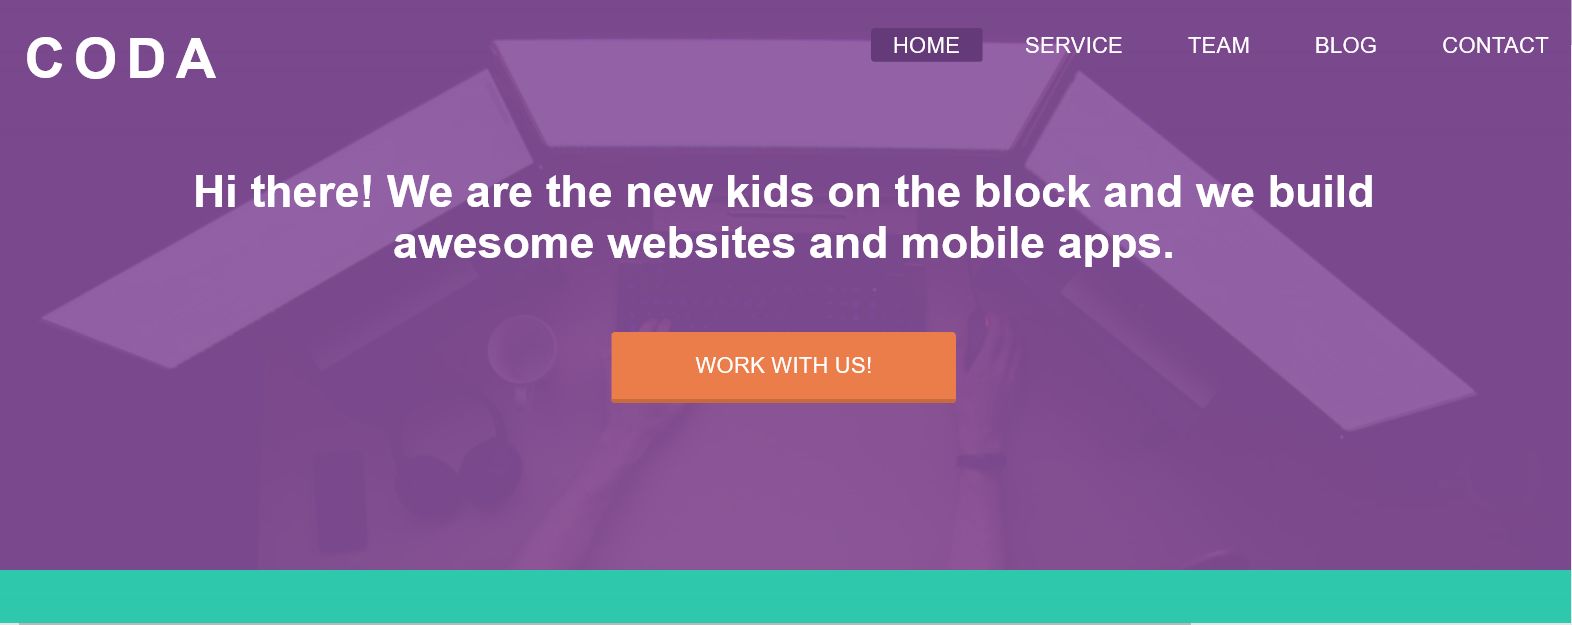 CODA
HOME SERVICE TEAM BLOG CONTACT
Hi there! We are the new kids on the block and we build
awesome websites and mobile apps.
WORK WITH US!